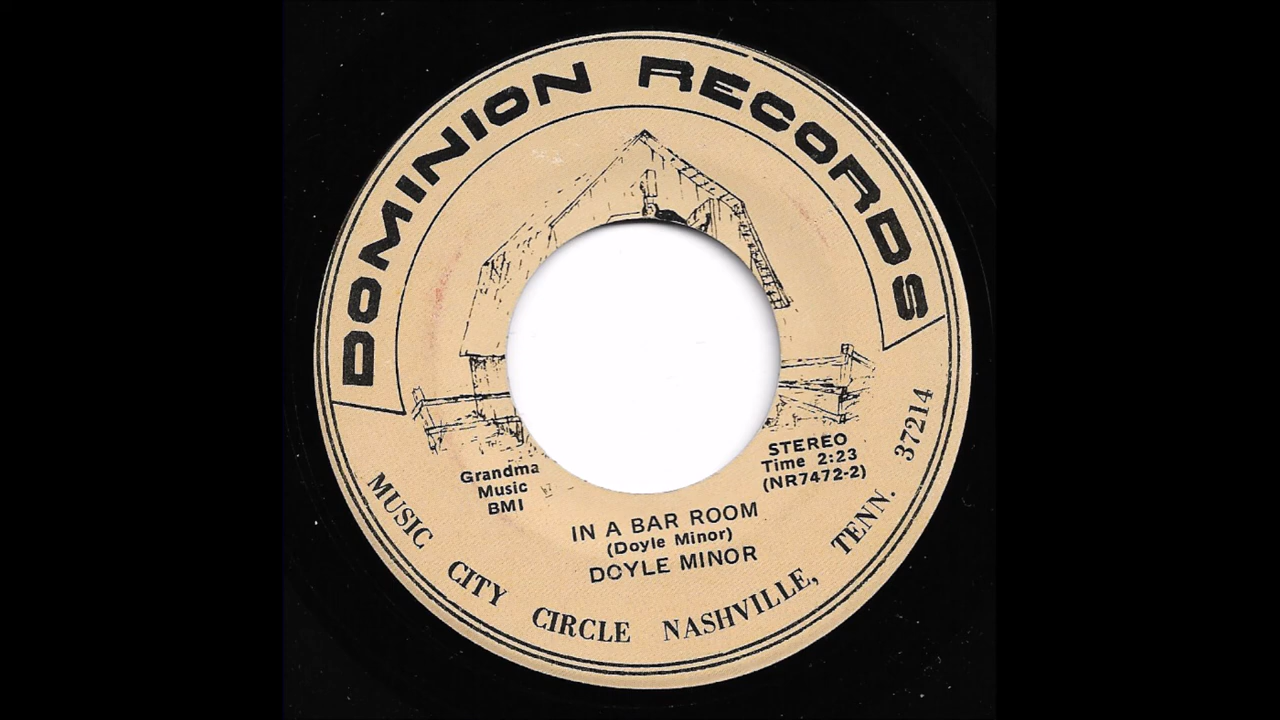 DOMINION RECORDS
Grandma
Music
BMI
STEREO
Time 2:23
(NR7472-2)
IN A BAR ROOM
(Doyle Minor)
DOYLE MINOR
MUSIC CITY CIRCLE NASHVILLE, TENN. 37214